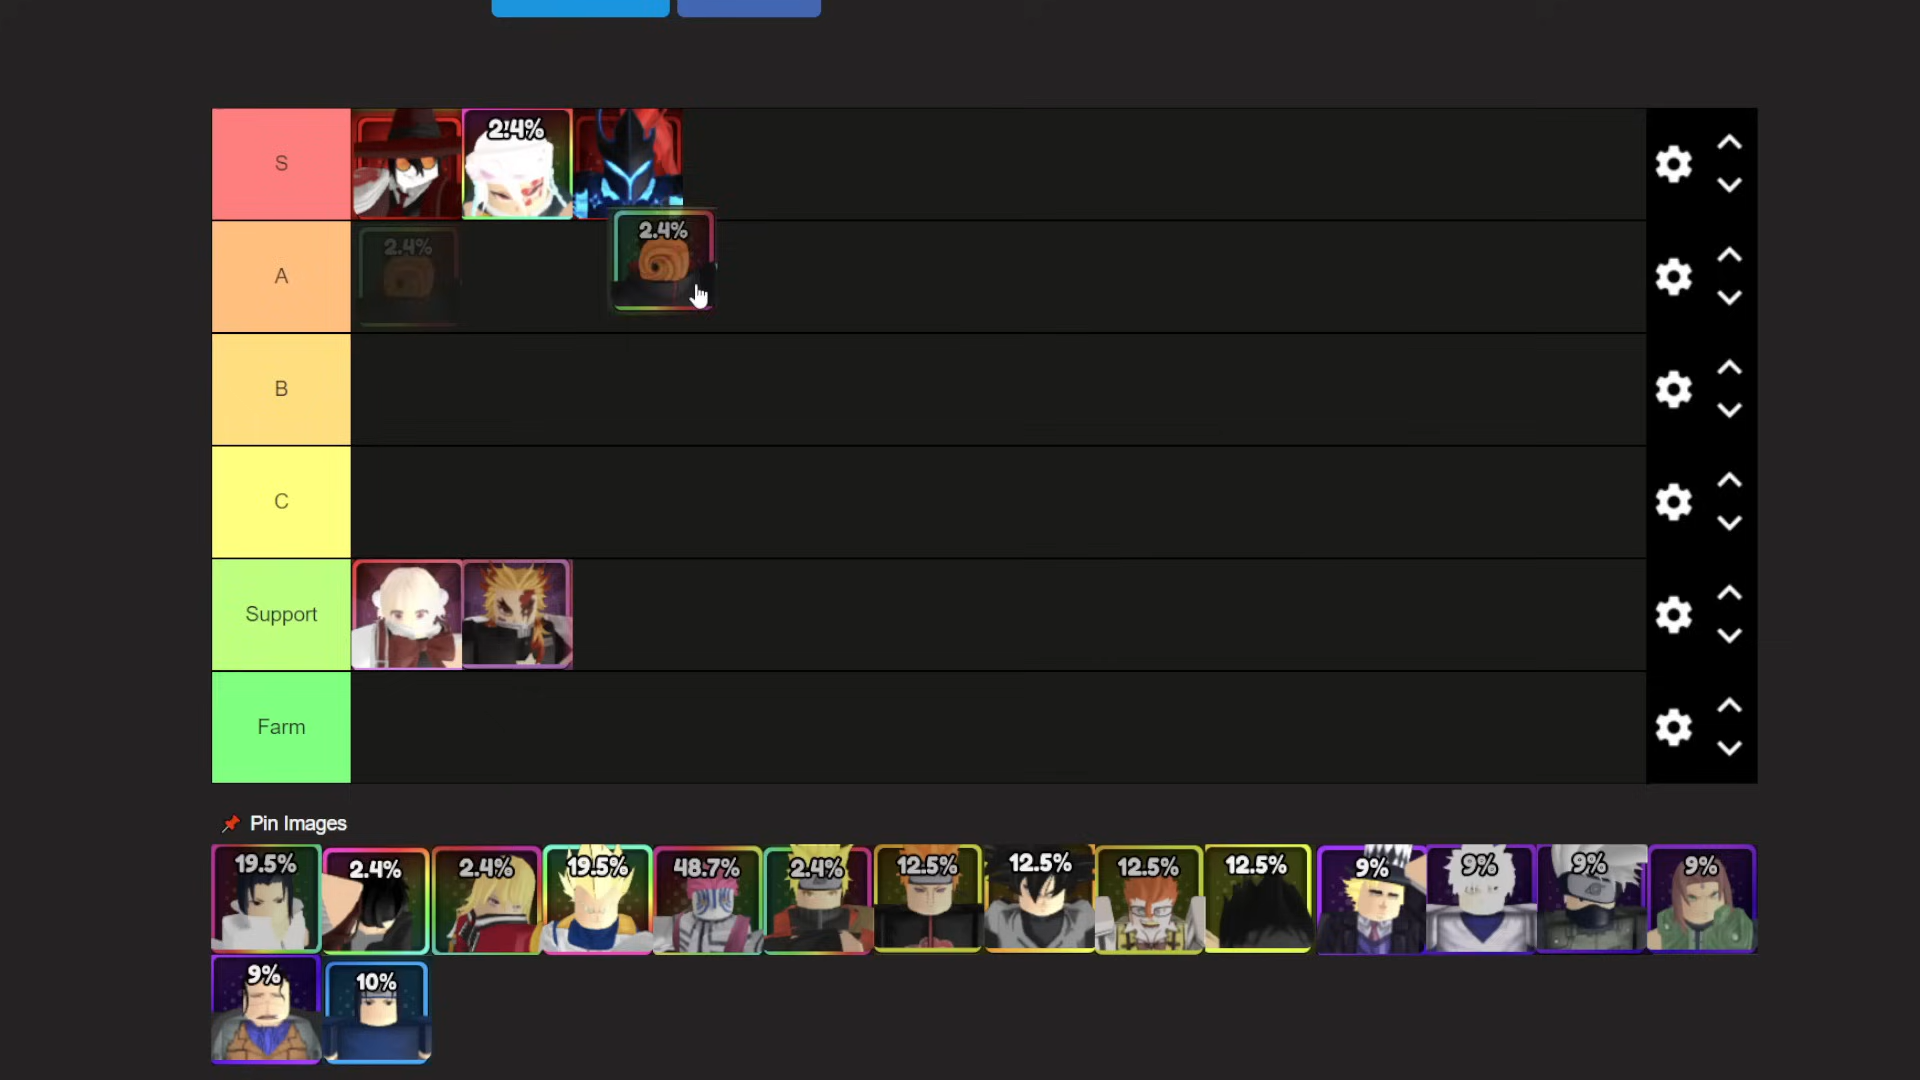 S
2.4%
A
2.4%
2.4%
B
C
Support
Farm
Pin Images
19.5%
2.4%
2.4%
19.5%
48.7%
2.4%
12.5%
12.5%
12.5%
12.5%
9%
9%
9%
9%
9%
10%